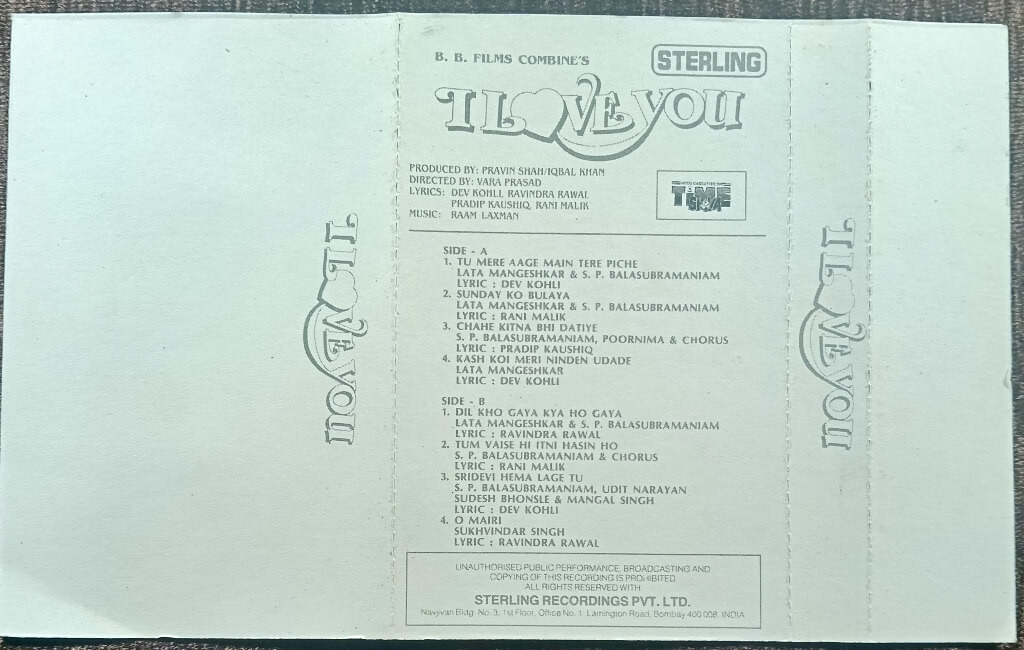 B. B. FILMS COMBINE'S
STERLING
I LOVE YOU
PRODUCED BY: PRAVIN SHAH/IQBAL KHAN
DIRECTED BY: VARA PRASAD
LYRICS: DEV KOHLI, RAVINDRA RAWAL
PRADIP KAUSHIQ, RANI MALIK
MUSIC: RAAM LAXMAN
TIME
SIDE - A
1. TU MERE AAGE MAIN TERE PICHE
LATA MANGESHKAR & S. P. BALASUBRAMANIAM
LYRIC : DEV KOHLI
2. SUNDAY KO BULAYA
LATA MANGESHKAR & S. P. BALASUBRAMANIAM
LYRIC : RANI MALIK
3. CHAHE KITNA BHI DATIYE
S. P. BALASUBRAMANIAM, POORNIMA & CHORUS
LYRIC : PRADIP KAUSHIQ
4. KASH KOI MERI NINDEN UDADE
LATA MANGESHKAR
LYRIC : DEV KOHLI
SIDE - B
1. DIL KHO GAYA KYA HO GAYA
LATA MANGESHKAR & S. P. BALASUBRAMANIAM
LYRIC : RAVINDRA RAWAL
2. TUM VAISE HI ITNI HASIN HO
S. P. BALASUBRAMANIAM & CHORUS
LYRIC : RANI MALIK
3. SRIDEVI HEMA LAGE TU
S. P. BALASUBRAMANIAM, UDIT NARAYAN
SUDESH BHONSLE & MANGAL SINGH
LYRIC : DEV KOHLI
4. O MAIRI
SUKHVINDAR SINGH
LYRIC : RAVINDRA RAWAL
UNAUTHORISED PUBLIC PERFORMANCE, BROADCASTING AND
COPYING OF THIS RECORDING IS PROHIBITED
ALL RIGHTS RESERVED WITH
STERLING RECORDINGS PVT. LTD.
Navjivan Bldg. No. 3, 1st Floor, Office No. 1, Lamington Road, Bombay 400 008. INDIA
I LOVE YOU
I LOVE YOU